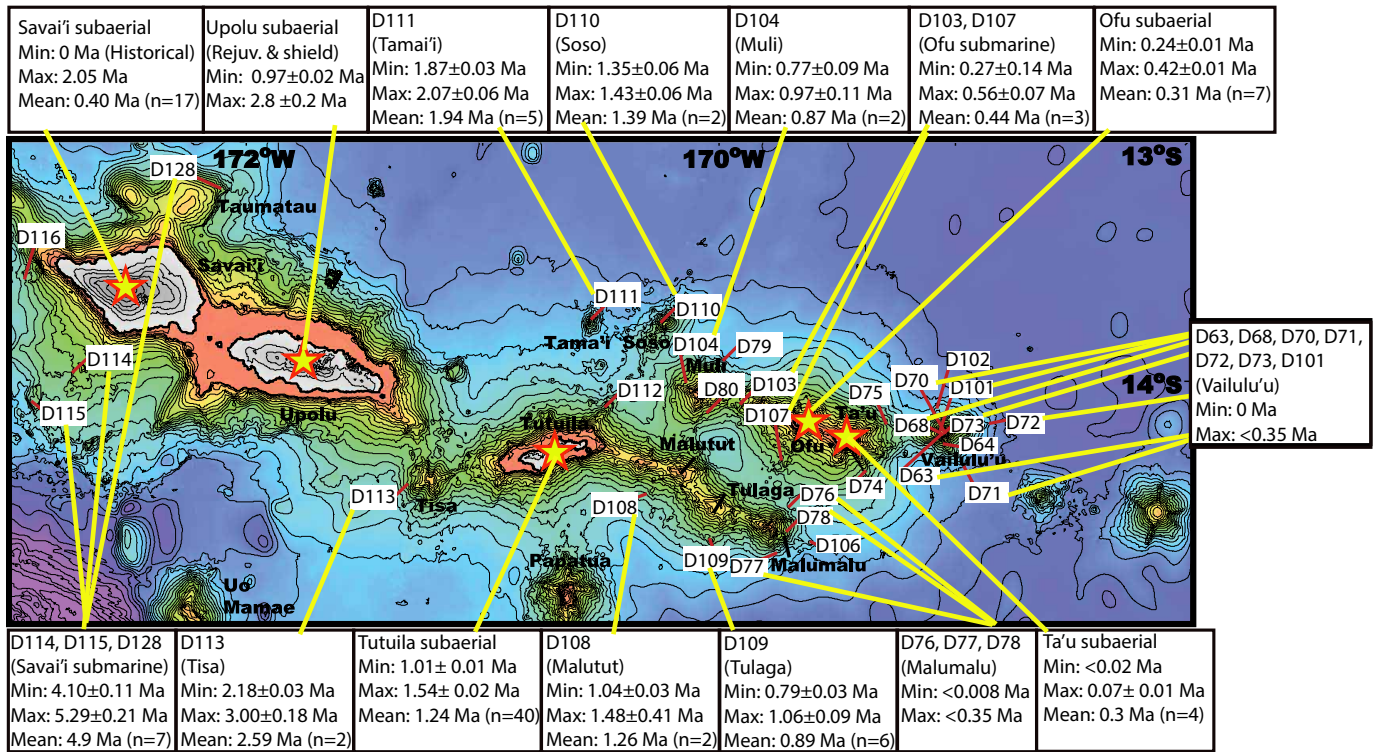 Savai'i subaerial
Min: 0 Ma (Historical)
Max: 2.05 Ma
Mean: 0.40 Ma (n=17)
Upolu subaerial
(Rejuv. & shield)
Min: 0.97±0.02 Ma
Max: 2.8 ±0.2 Ma
D111
(Tamai'i)
Min: 1.87±0.03 Ma
Max: 2.07±0.06 Ma
Mean: 1.94 Ma (n=5)
D110
(Soso)
Min: 1.35±0.06 Ma
Max: 1.43±0.06 Ma
Mean: 1.39 Ma (n=2)
D104
(Muli)
Min: 0.77±0.09 Ma
Max: 0.97±0.11 Ma
Mean: 0.87 Ma (n=2)
D103, D107
(Ofu submarine)
Min: 0.27±0.14 Ma
Max: 0.56±0.07 Ma
Mean: 0.44 Ma (n=3)
Ofu subaerial
Min: 0.24±0.01 Ma
Max: 0.42±0.01 Ma
Mean: 0.31 Ma (n=7)
172°W
170°W
13°S
D128
Taumatau
D116
Savai'i
D111
D110
Tama'i
Soso
D104
D79
Muli
D114
D115
Upolu
D112
D80
D103
D107
D75
D70
D102
D101
14°S
Ta'u
D68
D73
D72
D64
Vailulu'u
D63
D71
Tutuila
Malutut
Ofu
D74
D113
Tisa
D108
Tulaga
D76
D78
D106
D109
D77
Malumalu
Papatua
Uo
Mamae
D63, D68, D70, D71,
D72, D73, D101
(Vailulu'u)
Min: 0 Ma
Max: <0.35 Ma
D114, D115, D128
(Savai'i submarine)
Min: 4.10±0.11 Ma
Max: 5.29±0.21 Ma
Mean: 4.9 Ma (n=7)
D113
(Tisa)
Min: 2.18±0.03 Ma
Max: 3.00±0.18 Ma
Mean: 2.59 Ma (n=2)
Tutuila subaerial
Min: 1.01± 0.01 Ma
Max: 1.54± 0.02 Ma
Mean: 1.24 Ma (n=40)
D108
(Malutut)
Min: 1.04±0.03 Ma
Max: 1.48±0.41 Ma
Mean: 1.26 Ma (n=2)
D109
(Tulaga)
Min: 0.79±0.03 Ma
Max: 1.06±0.09 Ma
Mean: 0.89 Ma (n=6)
D76, D77, D78
(Malumalu)
Min: <0.008 Ma
Max: <0.35 Ma
Ta'u subaerial
Min: <0.02 Ma
Max: 0.07± 0.01 Ma
Mean: 0.3 Ma (n=4)